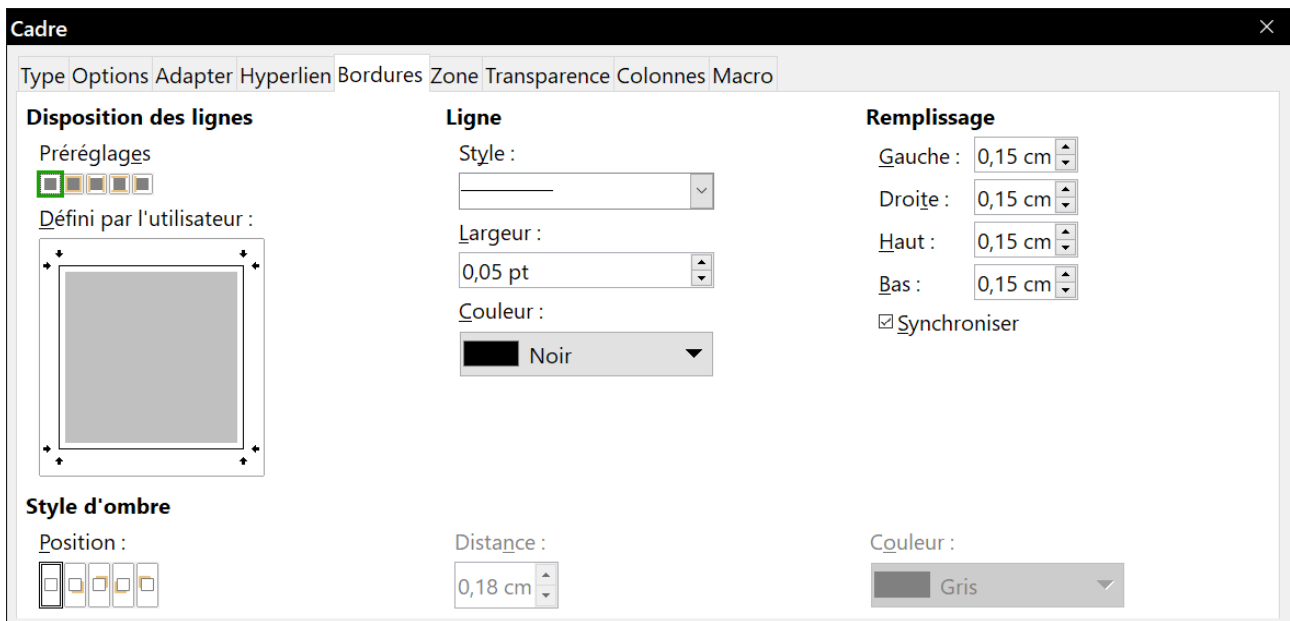 Cadre
Type Options Adapter Hyperlien Bordures Zone Transparence Colonnes Macro
Disposition des lignes
Préréglages
Défini par l'utilisateur :
Ligne
Style :
Largeur :
0,05 pt
Couleur :
Noir
Remplissage
Gauche : 0,15 cm
Droite : 0,15 cm
Haut : 0,15 cm
Bas : 0,15 cm
Synchroniser
Style d'ombre
Position :
Distance :
0,18 cm
Couleur :
Gris